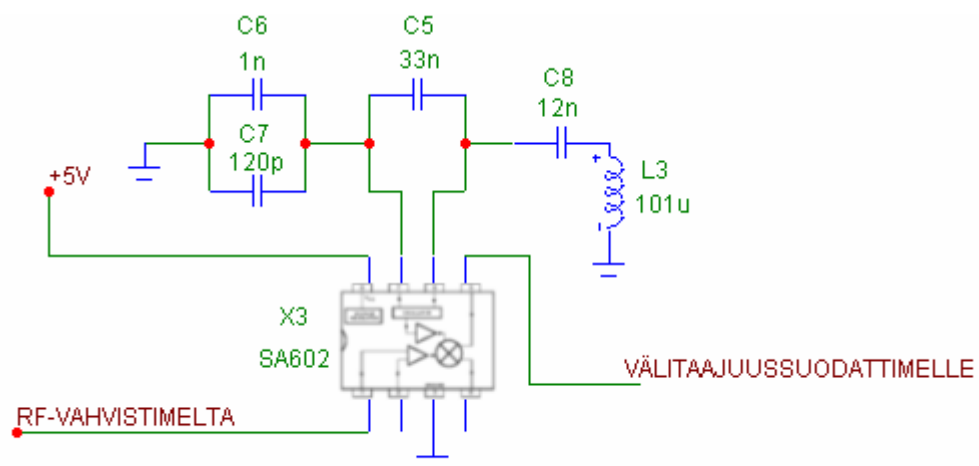 C6
1n
C5
33n
C8
12n
C7
120p
+5V
L3
101u
X3
SA602
VÄLITAAJUUSSUODATTIMELLE
RF-VAHVISTIMELTA